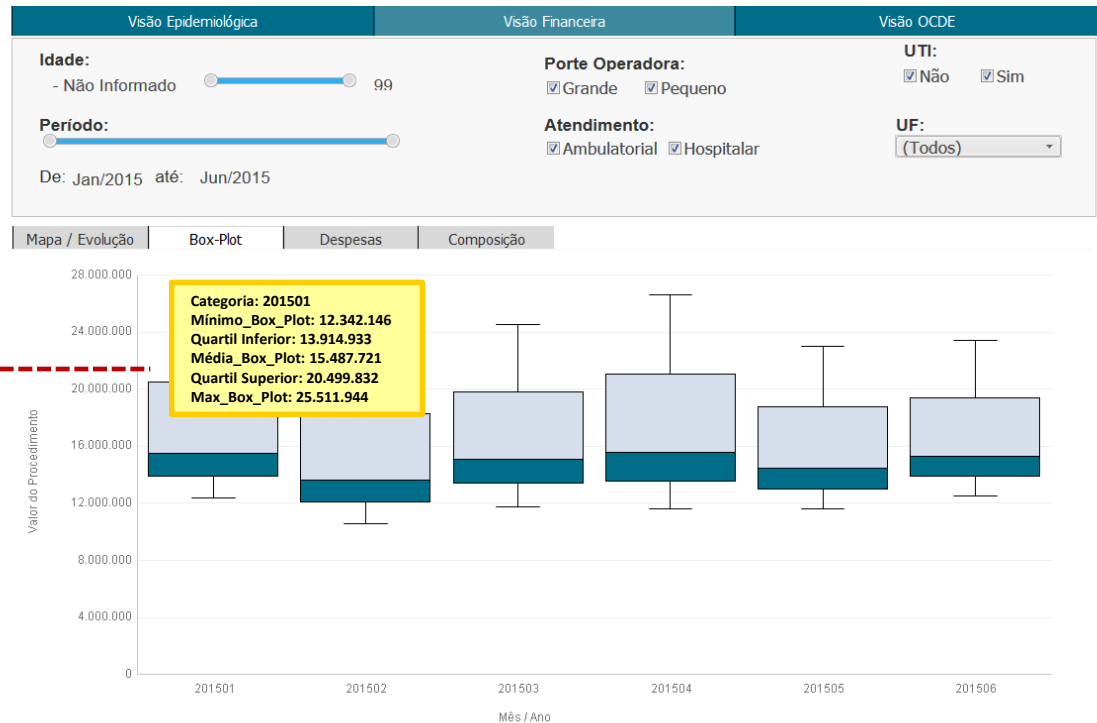 Visão Epidemiológica
Visão Financeira
Visão OCDE
Idade:
- Não Informado
99
Período:
De: Jan/2015 até: Jun/2015
Porte Operadora:
Grande Pequeno
Atendimento:
Ambulatorial Hospitalar
UTI:
Não Sim
UF:
(Todos)
Mapa / Evolução
Box-Plot
Despesas
Composição
Valor do Procedimento
28.000.000
24.000.000
20.000.000
16.000.000
12.000.000
8.000.000
4.000.000
0
Categoria: 201501
Mínimo_Box_Plot: 12.342.146
Quartil Inferior: 13.914.933
Média_Box_Plot: 15.487.721
Quartil Superior: 20.499.832
Max_Box_Plot: 25.511.944
201501
201502
201503
201504
201505
201506
Mês / Ano